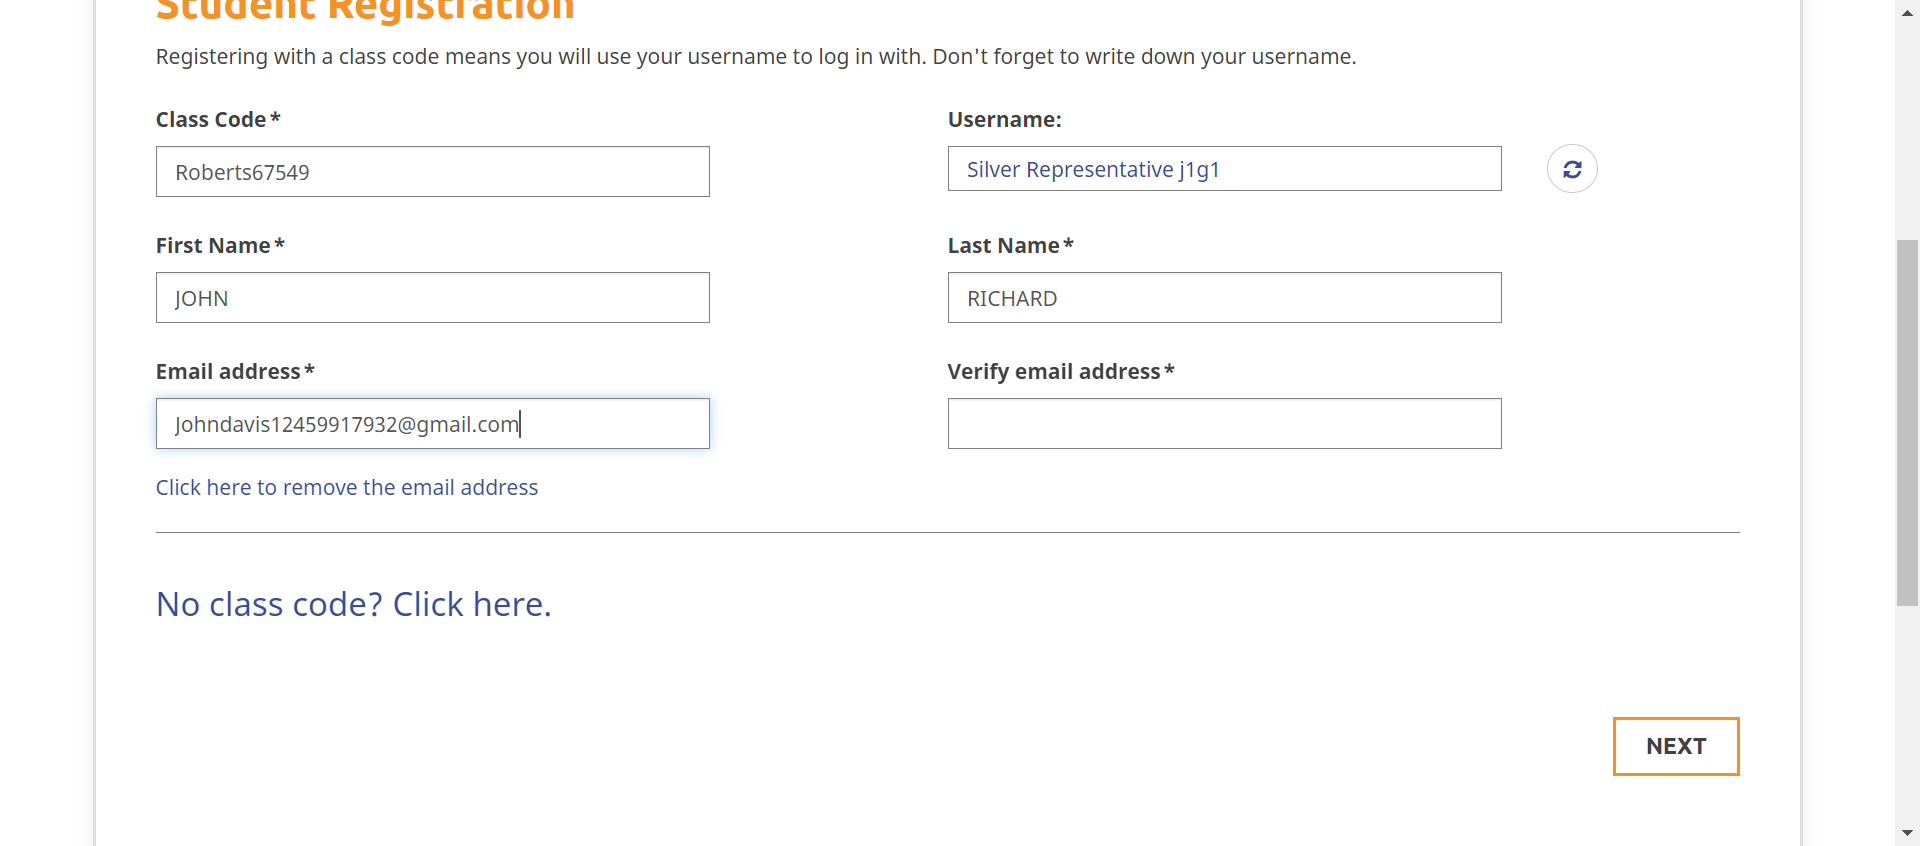 Student Registration
Registering with a class code means you will use your username to log in with. Don't forget to write down your username.
Class Code*
Username:
Roberts67549
Silver Representative j1g1
First Name*
Last Name*
JOHN
RICHARD
Email address*
Verify email address*
Johndavis12459917932@gmail.com
Click here to remove the email address
No class code? Click here.
NEXT